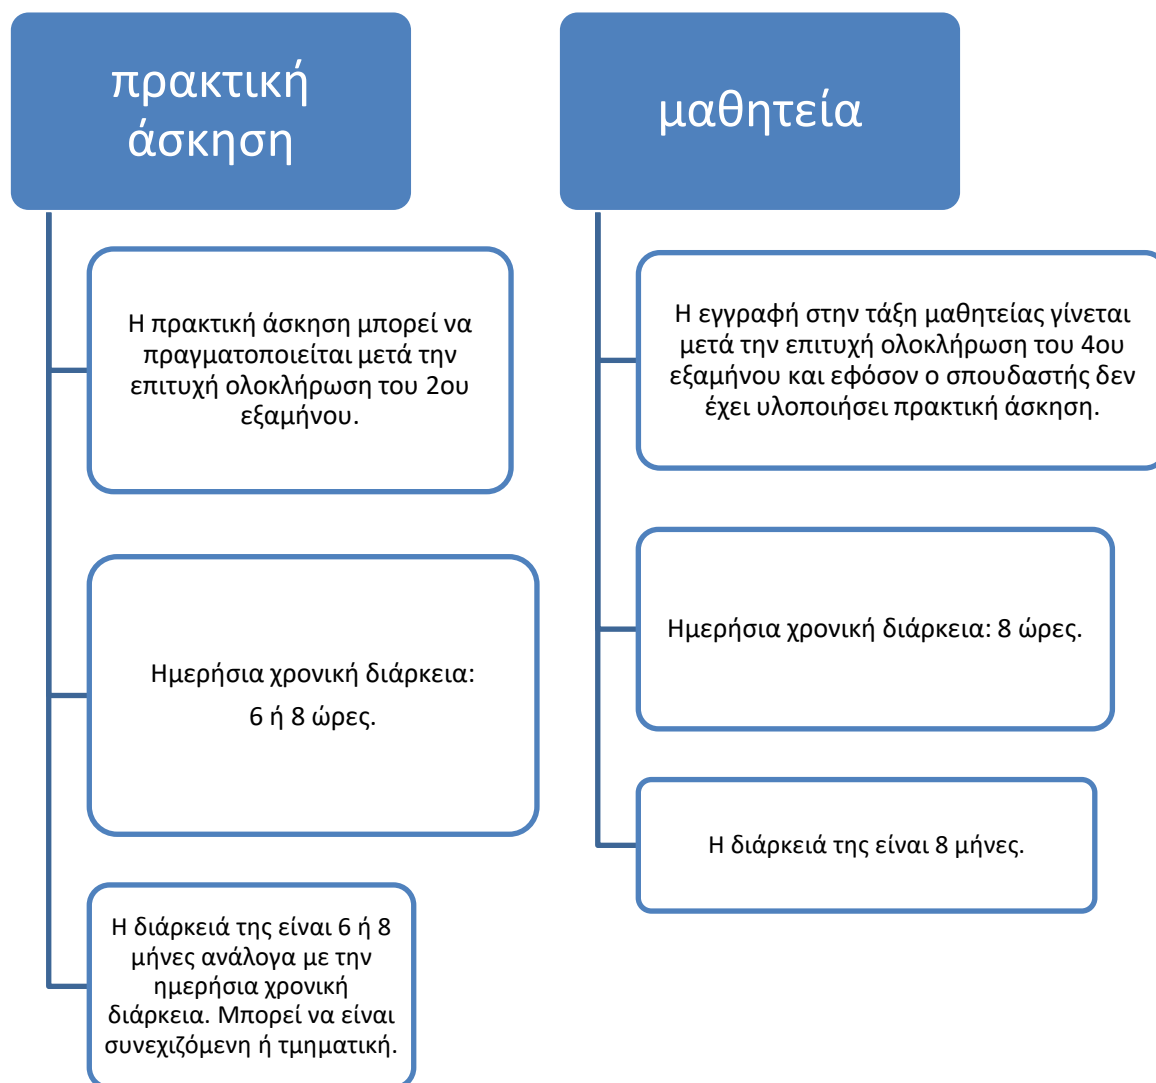 πρακτική
άσκηση
Η πρακτική άσκηση μπορεί να
πραγματοποιείται μετά την
επιτυχή ολοκλήρωση του 2ου
εξαμήνου.
Ημερήσια χρονική διάρκεια:
6 ή 8 ώρες.
Η διάρκειά της είναι 6 ή 8
μήνες ανάλογα με την
ημερήσια χρονική
διάρκεια. Μπορεί να είναι
συνεχιζόμενη ή τμηματική.
μαθητεία
Η εγγραφή στην τάξη μαθητείας γίνεται
μετά την επιτυχή ολοκλήρωση του 4ου
εξαμήνου και εφόσον ο σπουδαστής δεν
έχει υλοποιήσει πρακτική άσκηση.
Ημερήσια χρονική διάρκεια: 8 ώρες.
Η διάρκειά της είναι 8 μήνες.